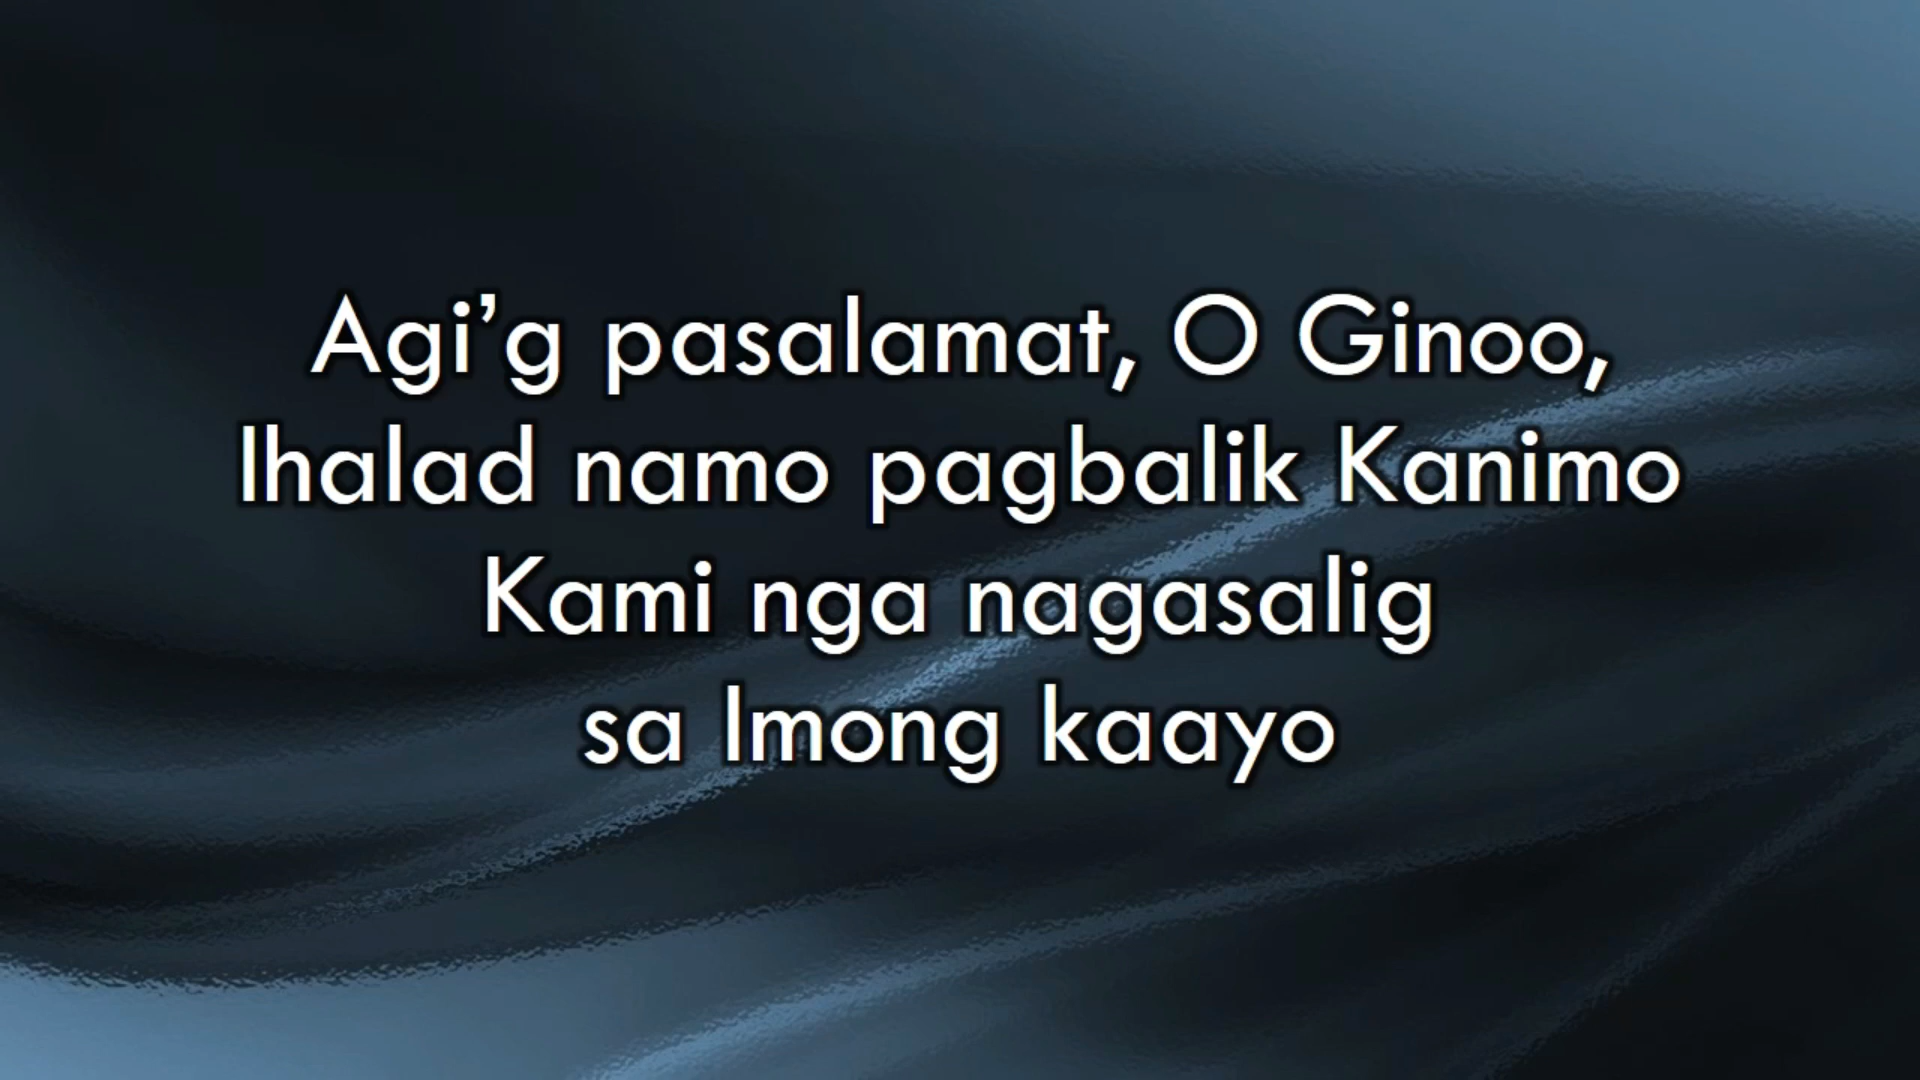 Agi’g pasalamat, O Ginoo,
Ihalad namo pagbalik Kanimo
Kami nga nagasalig
sa Imong kaayo